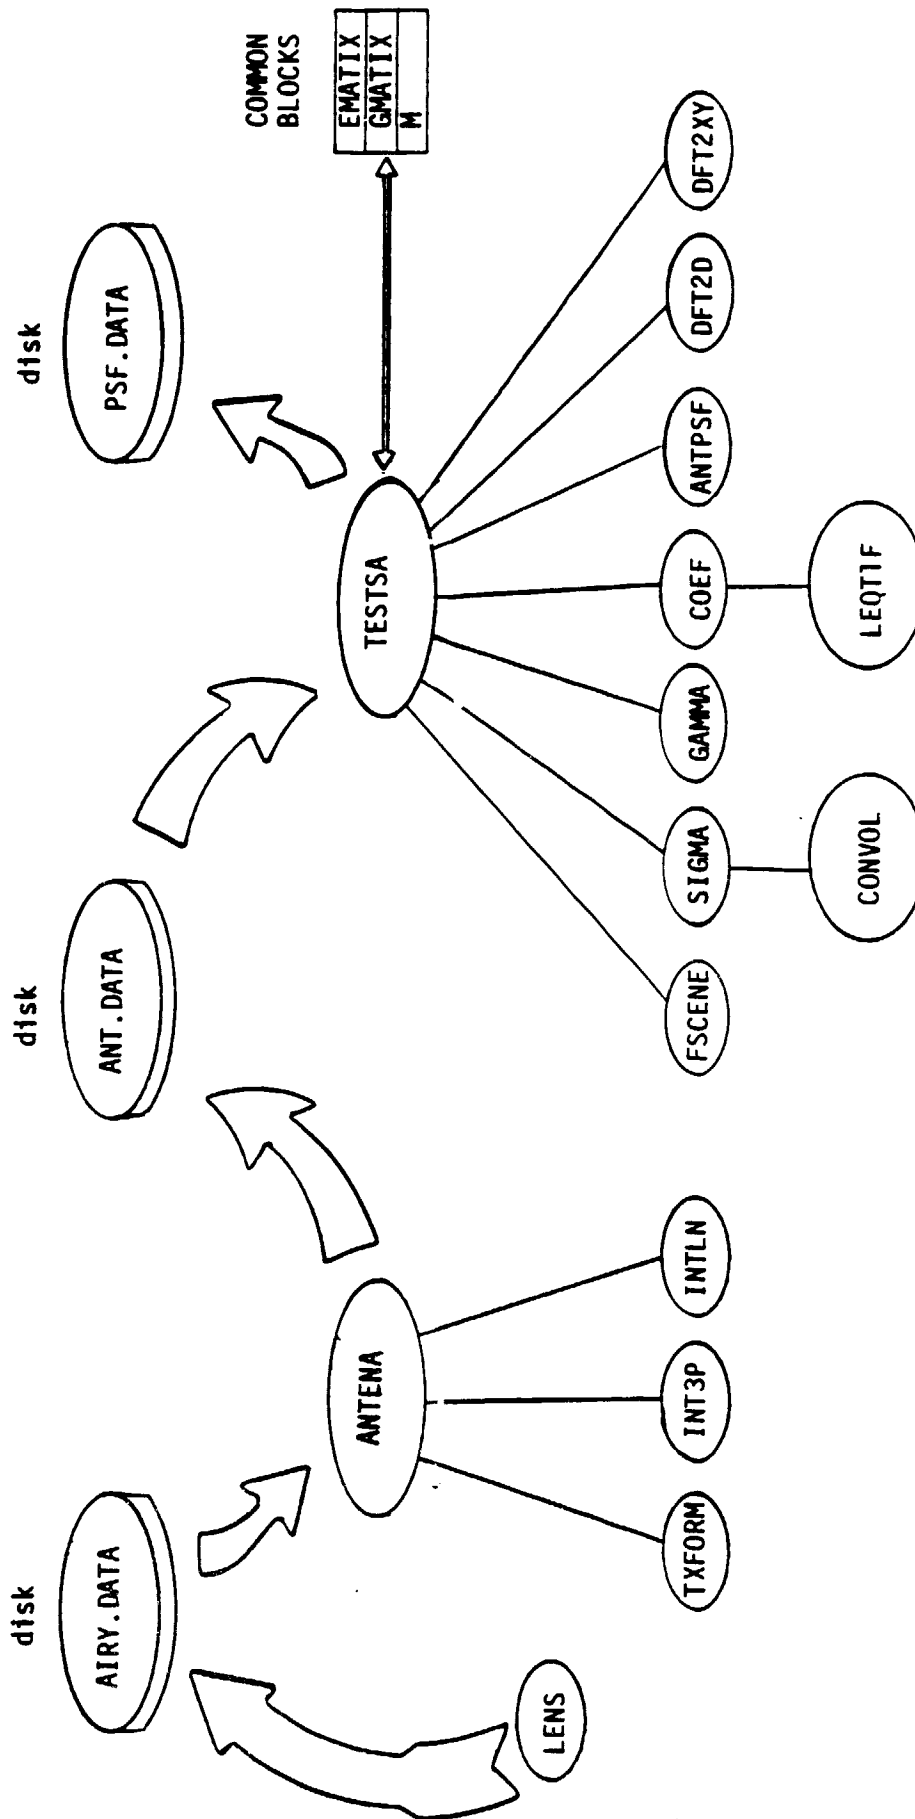 disk
disk
disk
AIRY.DATA
ANT.DATA
PSF.DATA
COMMON
BLOCKS
EMATIX
GMATIX
M
ANTENA
TESTSA
LENS
TXFORM
INT3P
INTLN
FSCENE
SIGMA
GAMMA
COEF
ANTPSF
DFT2D
DFT2XY
CONVOL
LEQT1F